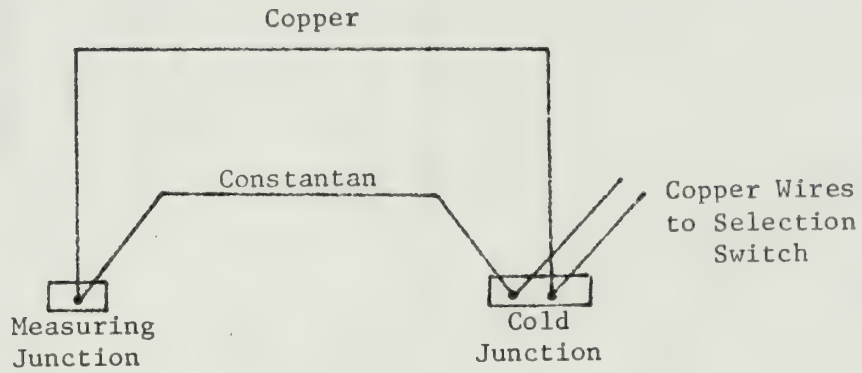 Copper
Constantan
Copper Wires
to Selection
Switch
Measuring
Junction
Cold
Junction